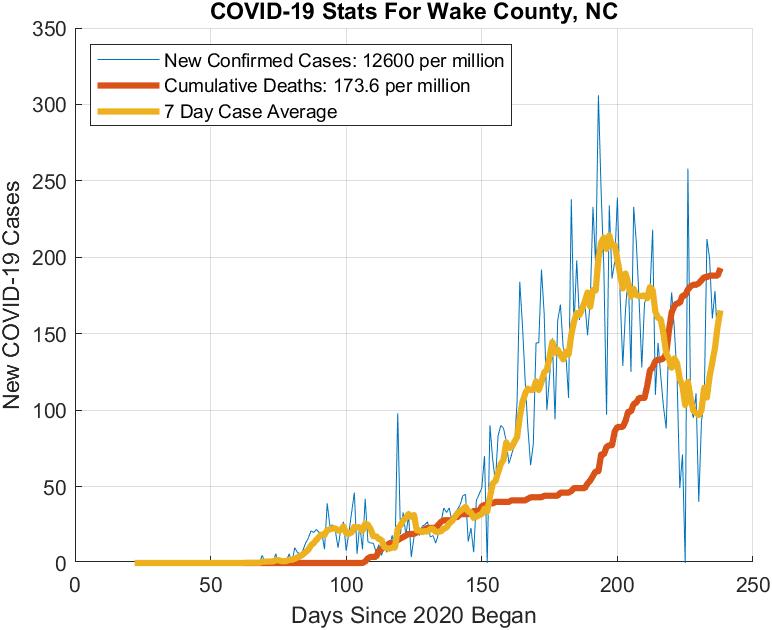 COVID-19 Stats For Wake County, NC
350
300
250
200
150
100
50
0
New COVID-19 Cases
New Confirmed Cases: 12600 per million
Cumulative Deaths: 173.6 per million
7 Day Case Average
0 50 100 150 200 250
Days Since 2020 Began